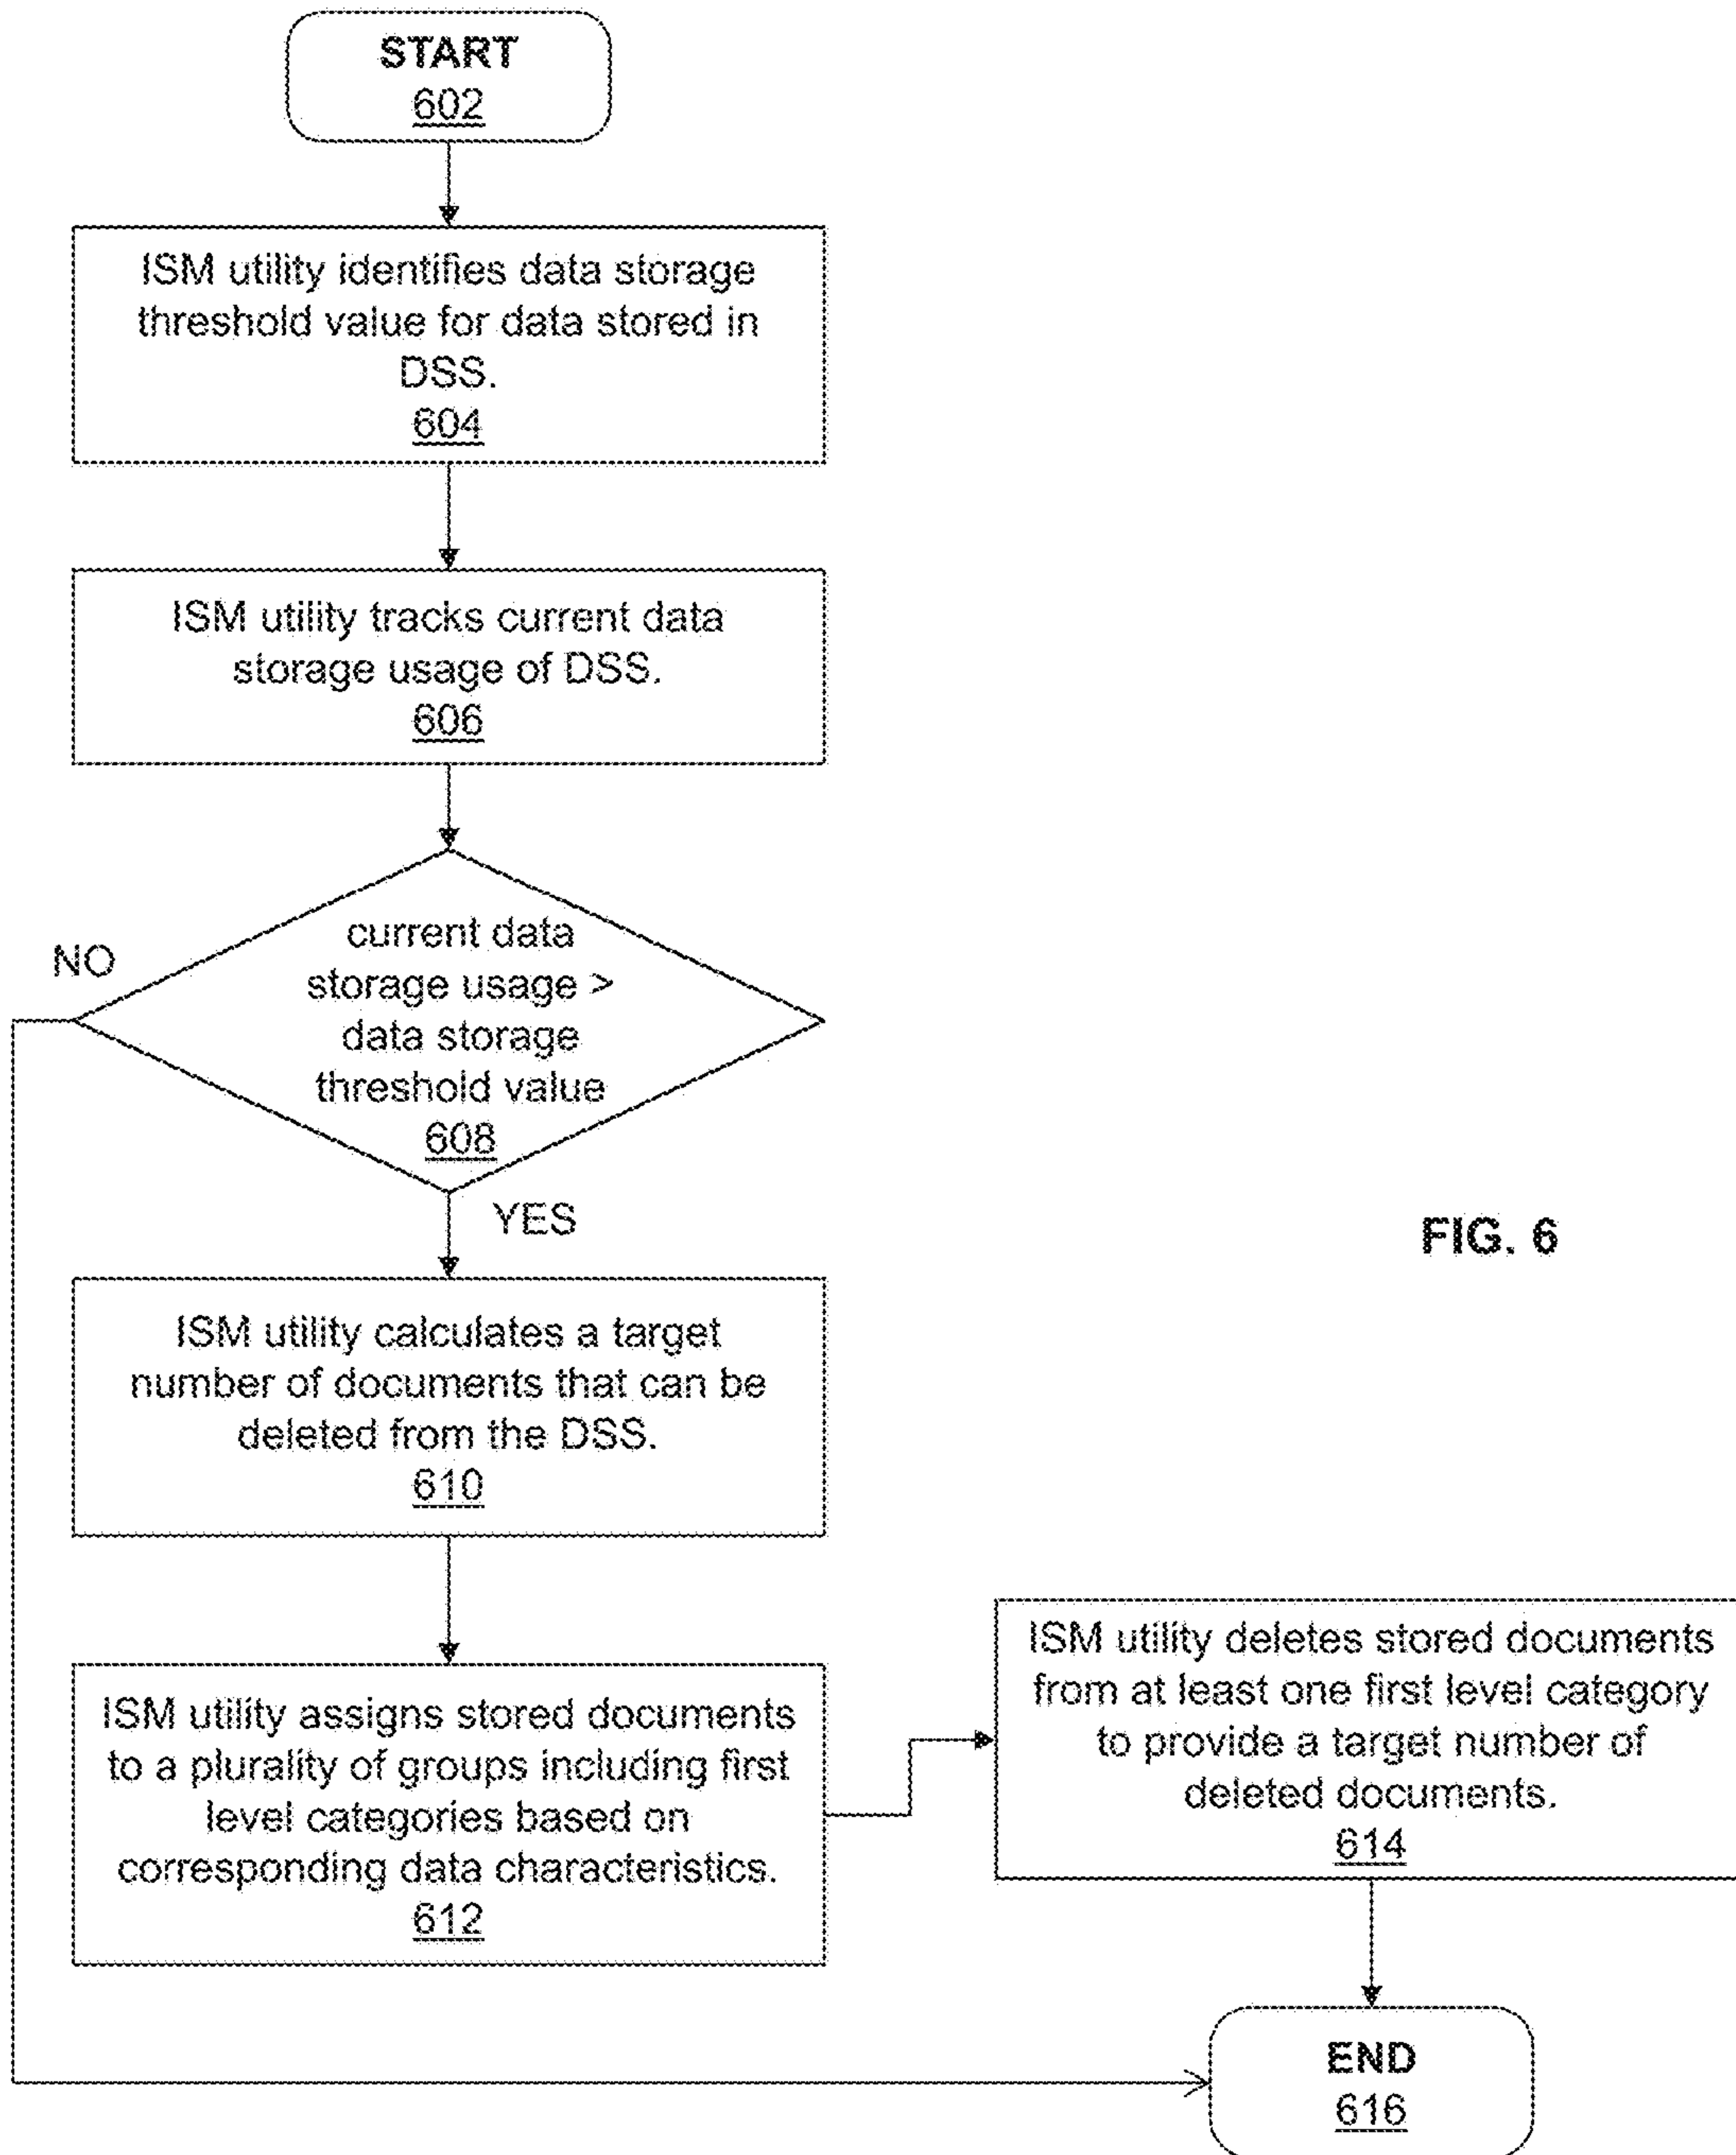 START
602
ISM utility identifies data storage
threshold value for data stored in
DSS.
604
ISM utility tracks current data
storage usage of DSS.
606
current data
storage usage >
data storage
threshold value
608
NO
YES
ISM utility calculates a target
number of documents that can be
deleted from the DSS.
610
ISM utility assigns stored documents
to a plurality of groups including first
level categories based on
corresponding data characteristics.
612
ISM utility deletes stored documents
from at least one first level category
to provide a target number of
deleted documents.
614
END
616
FIG. 6